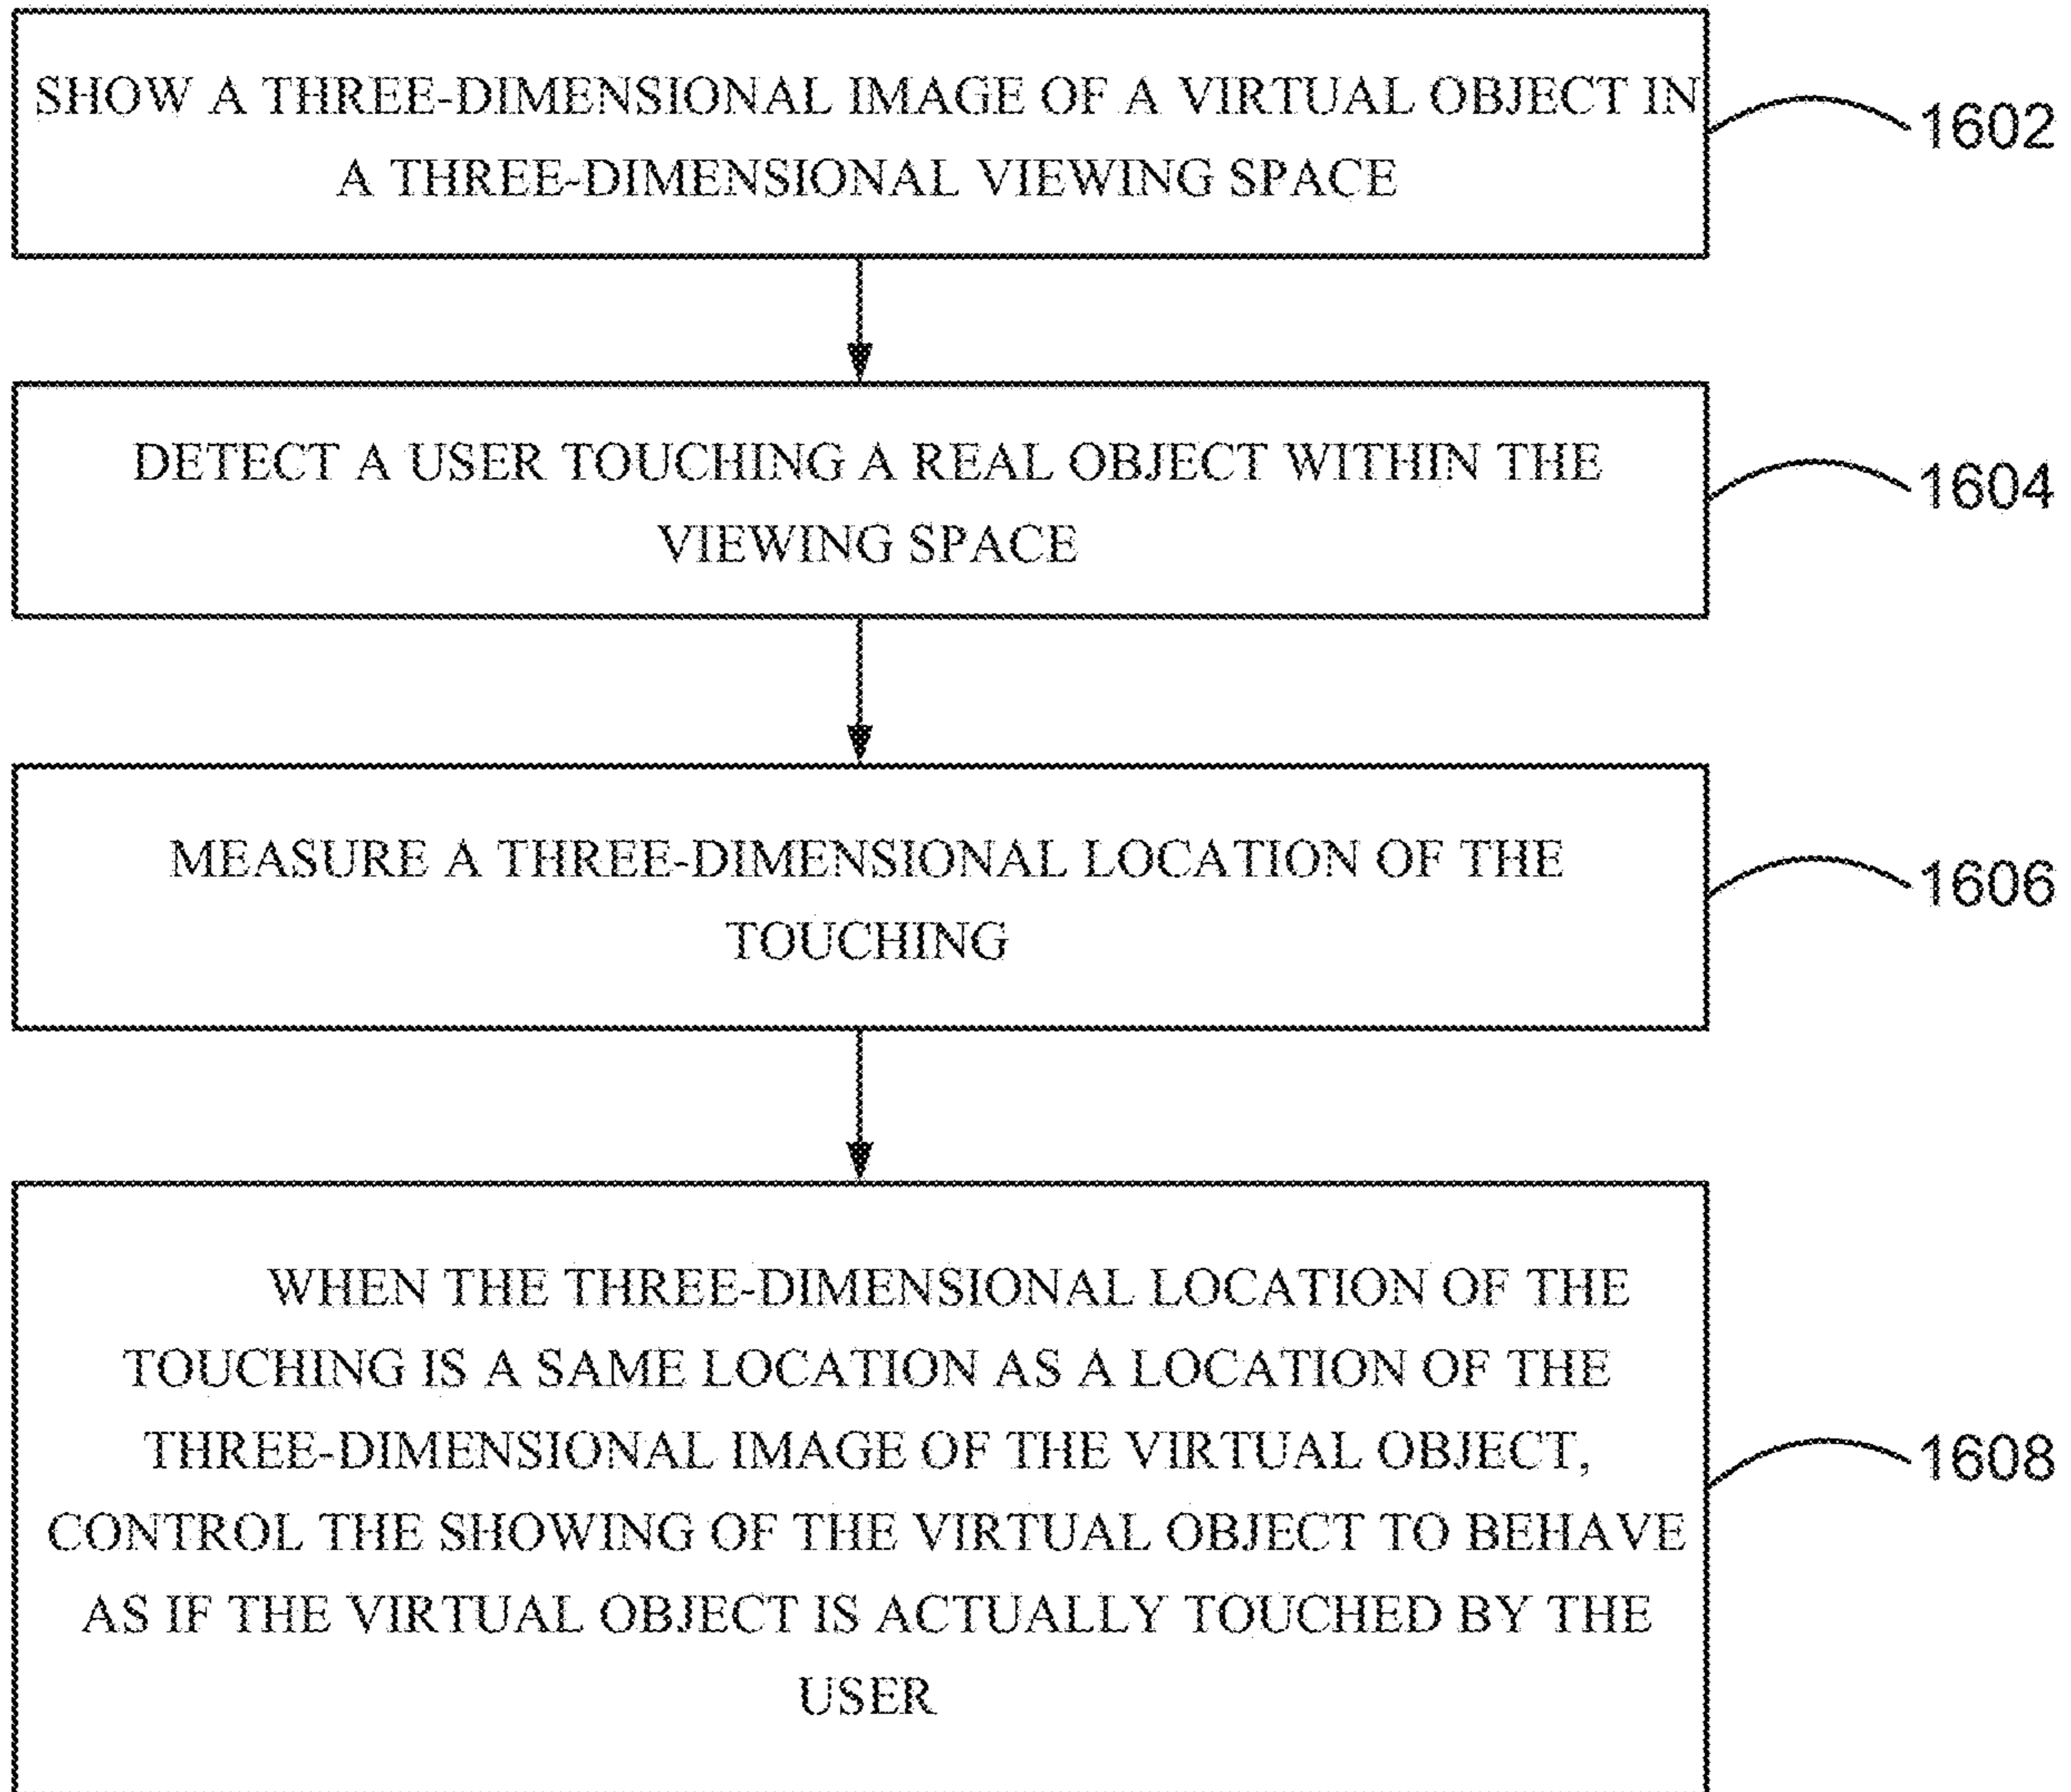 SHOW A THREE-DIMENSIONAL IMAGE OF A VIRTUAL OBJECT IN
A THREE-DIMENSIONAL VIEWING SPACE
1602
DETECT A USER TOUCHING A REAL OBJECT WITHIN THE
VIEWING SPACE
1604
MEASURE A THREE-DIMENSIONAL LOCATION OF THE
TOUCHING
1606
WHEN THE THREE-DIMENSIONAL LOCATION OF THE
TOUCHING IS A SAME LOCATION AS A LOCATION OF THE
THREE-DIMENSIONAL IMAGE OF THE VIRTUAL OBJECT,
CONTROL THE SHOWING OF THE VIRTUAL OBJECT TO BEHAVE
AS IF THE VIRTUAL OBJECT IS ACTUALLY TOUCHED BY THE
USER
1608